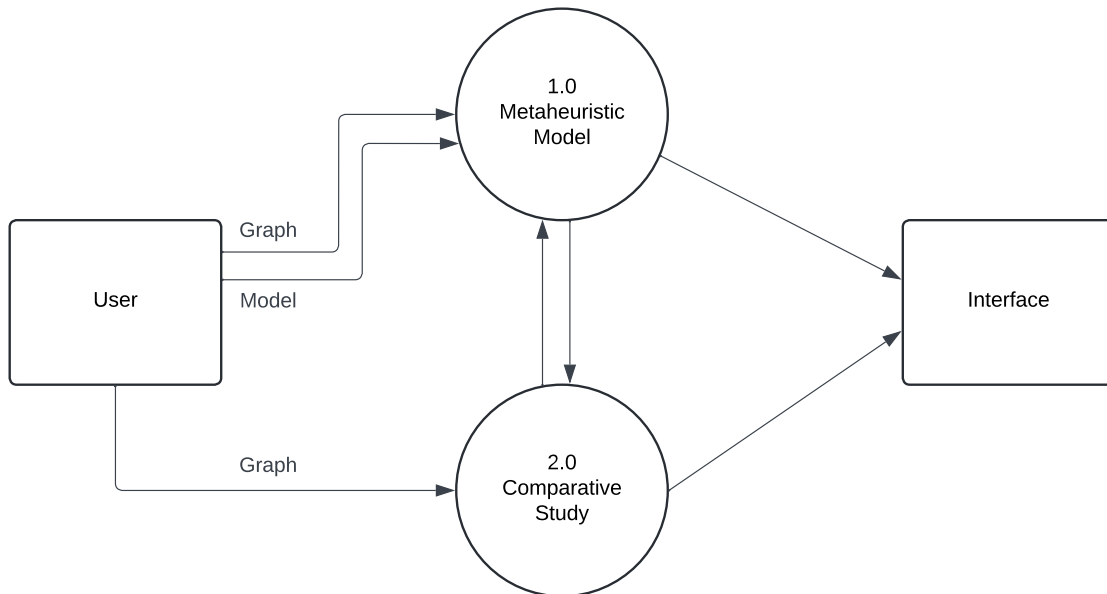 1.0
Metaheuristic
Model
Graph
User
Model
Interface
Graph
2.0
Comparative
Study